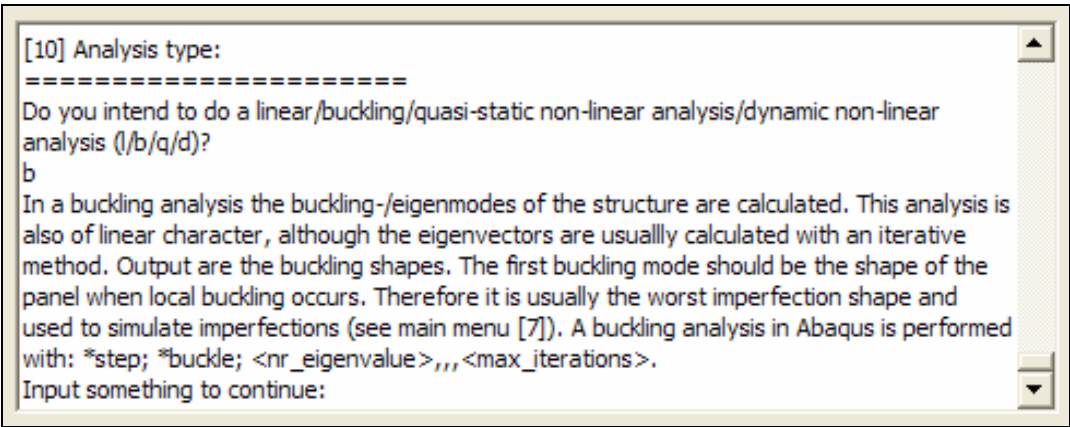 [10] Analysis type:
======================
Do you intend to do a linear/buckling/quasi-static non-linear analysis/dynamic non-linear
analysis (l/b/q/d)?
b
In a buckling analysis the buckling-/eigenmodes of the structure are calculated. This analysis is
also of linear character, although the eigenvectors are usuallly calculated with an iterative
method. Output are the buckling shapes. The first buckling mode should be the shape of the
panel when local buckling occurs. Therefore it is usually the worst imperfection shape and
used to simulate imperfections (see main menu [7]). A buckling analysis in Abaqus is performed
with: *step; *buckle; <nr_eigenvalue>,,,<max_iterations>.
Input something to continue: